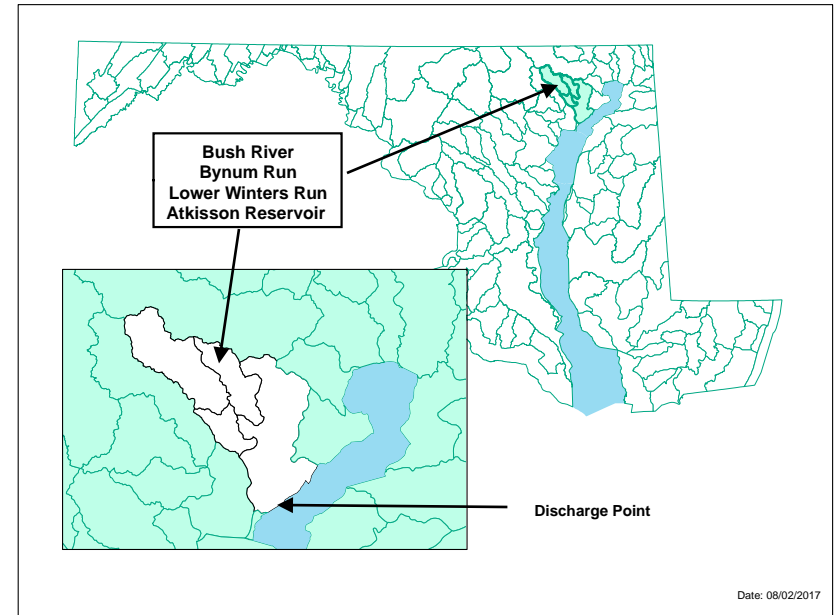 Bush River
Bynum Run
Lower Winters Run
Atkisson Reservoir
Discharge Point
Date: 08/02/2017